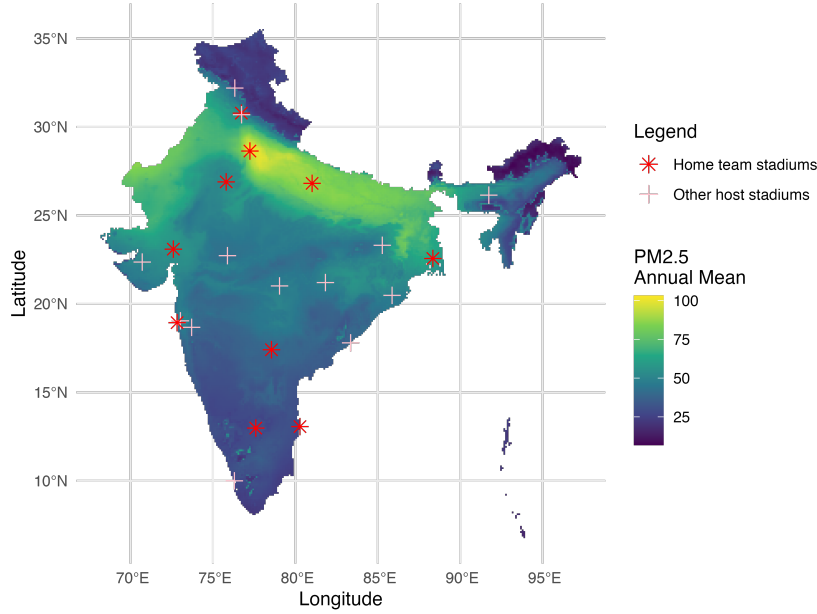 35°N
30°N
25°N
20°N
15°N
10°N
Latitude
70°E 75°E 80°E 85°E 90°E 95°E
Longitude
Legend
Home team stadiums
Other host stadiums
PM2.5
Annual Mean
100
75
50
25